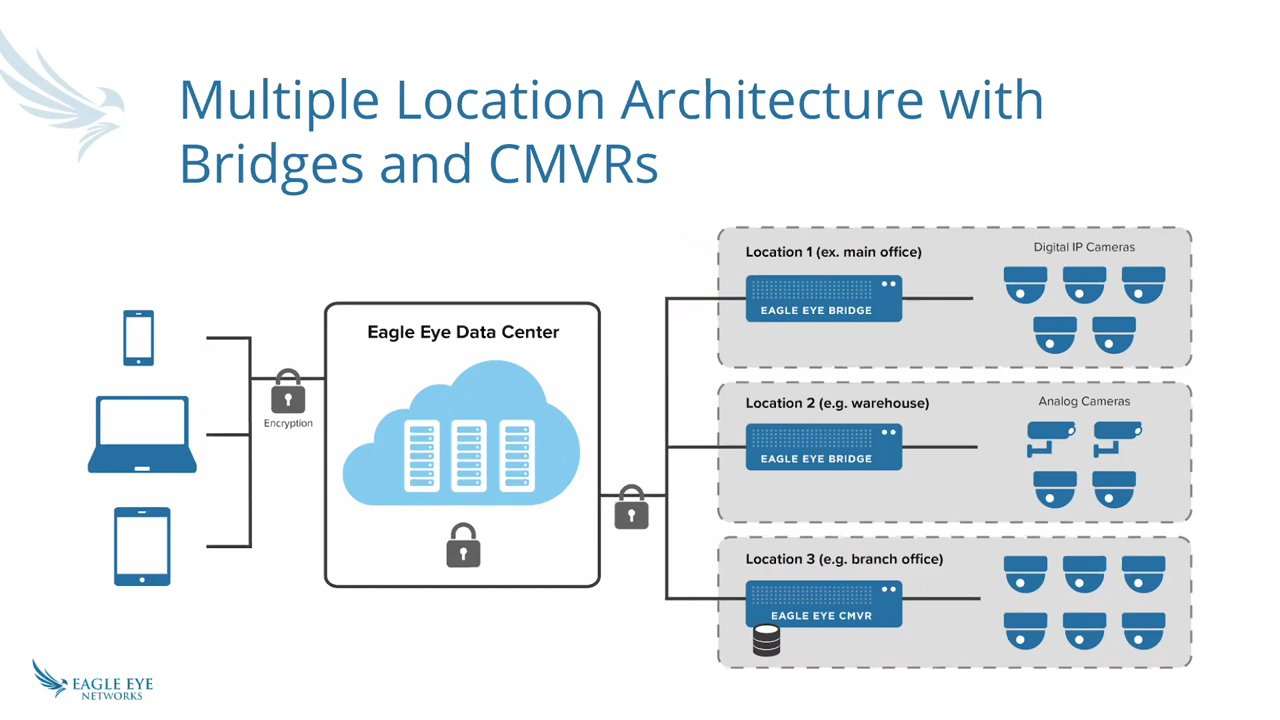 Multiple Location Architecture with
Bridges and CMVRs
Eagle Eye Data Center
Encryption
Location 1 (ex. main office)
Digital IP Cameras
EAGLE EYE BRIDGE
Location 2 (e.g. warehouse)
Analog Cameras
EAGLE EYE BRIDGE
Location 3 (e.g. branch office)
EAGLE EYE CMVR
EAGLE EYE
NETWORKS